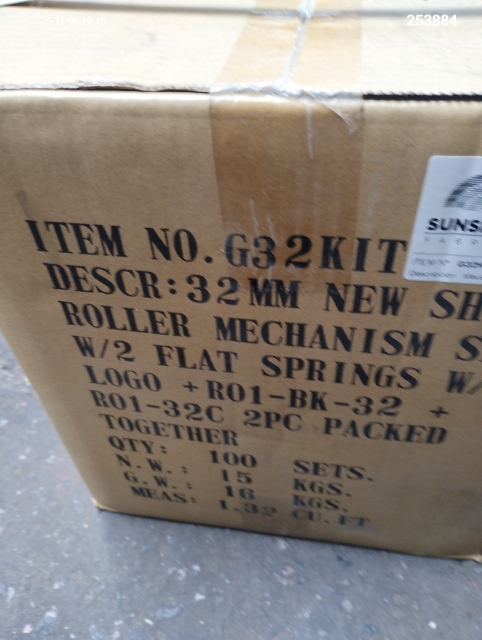 253884
SUNS
FABR
ITEM NO. G32KIT
DESCR: 32MM NEW SH
ROLLER MECHANISM S
W/2 FLAT SPRINGS W/
LOGO + R01-BK-32 +
R01-32C 2PC PACKED
TOGETHER
QTY: 100 SETS.
N.W.: 15 KGS.
G.W.: 16 KGS.
MEAS: 1.32 CU.FT